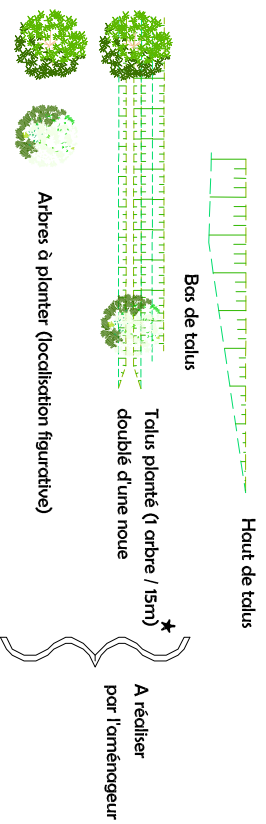 Haut de talus
Bas de talus
Talus planté (1 arbre / 15m)
doublé d'une noue
Arbres à planter (localisation figurative)
A réaliser
par l'aménageur